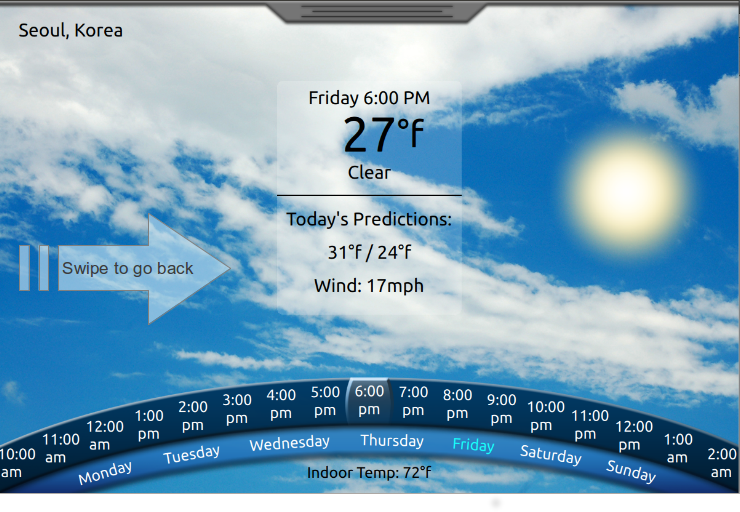 Seoul, Korea
Friday 6:00 PM
27°f
Clear
Today's Predictions:
31°f / 24°f
Wind: 17mph
Swipe to go back
10:00 am
11:00 am
12:00 am
1:00 pm
2:00 pm
3:00 pm
4:00 pm
5:00 pm
6:00 pm
7:00 pm
8:00 pm
9:00 pm
10:00 pm
11:00 pm
12:00 pm
1:00 am
2:00 am
Monday
Tuesday
Wednesday
Thursday
Friday
Saturday
Sunday
Indoor Temp: 72°f